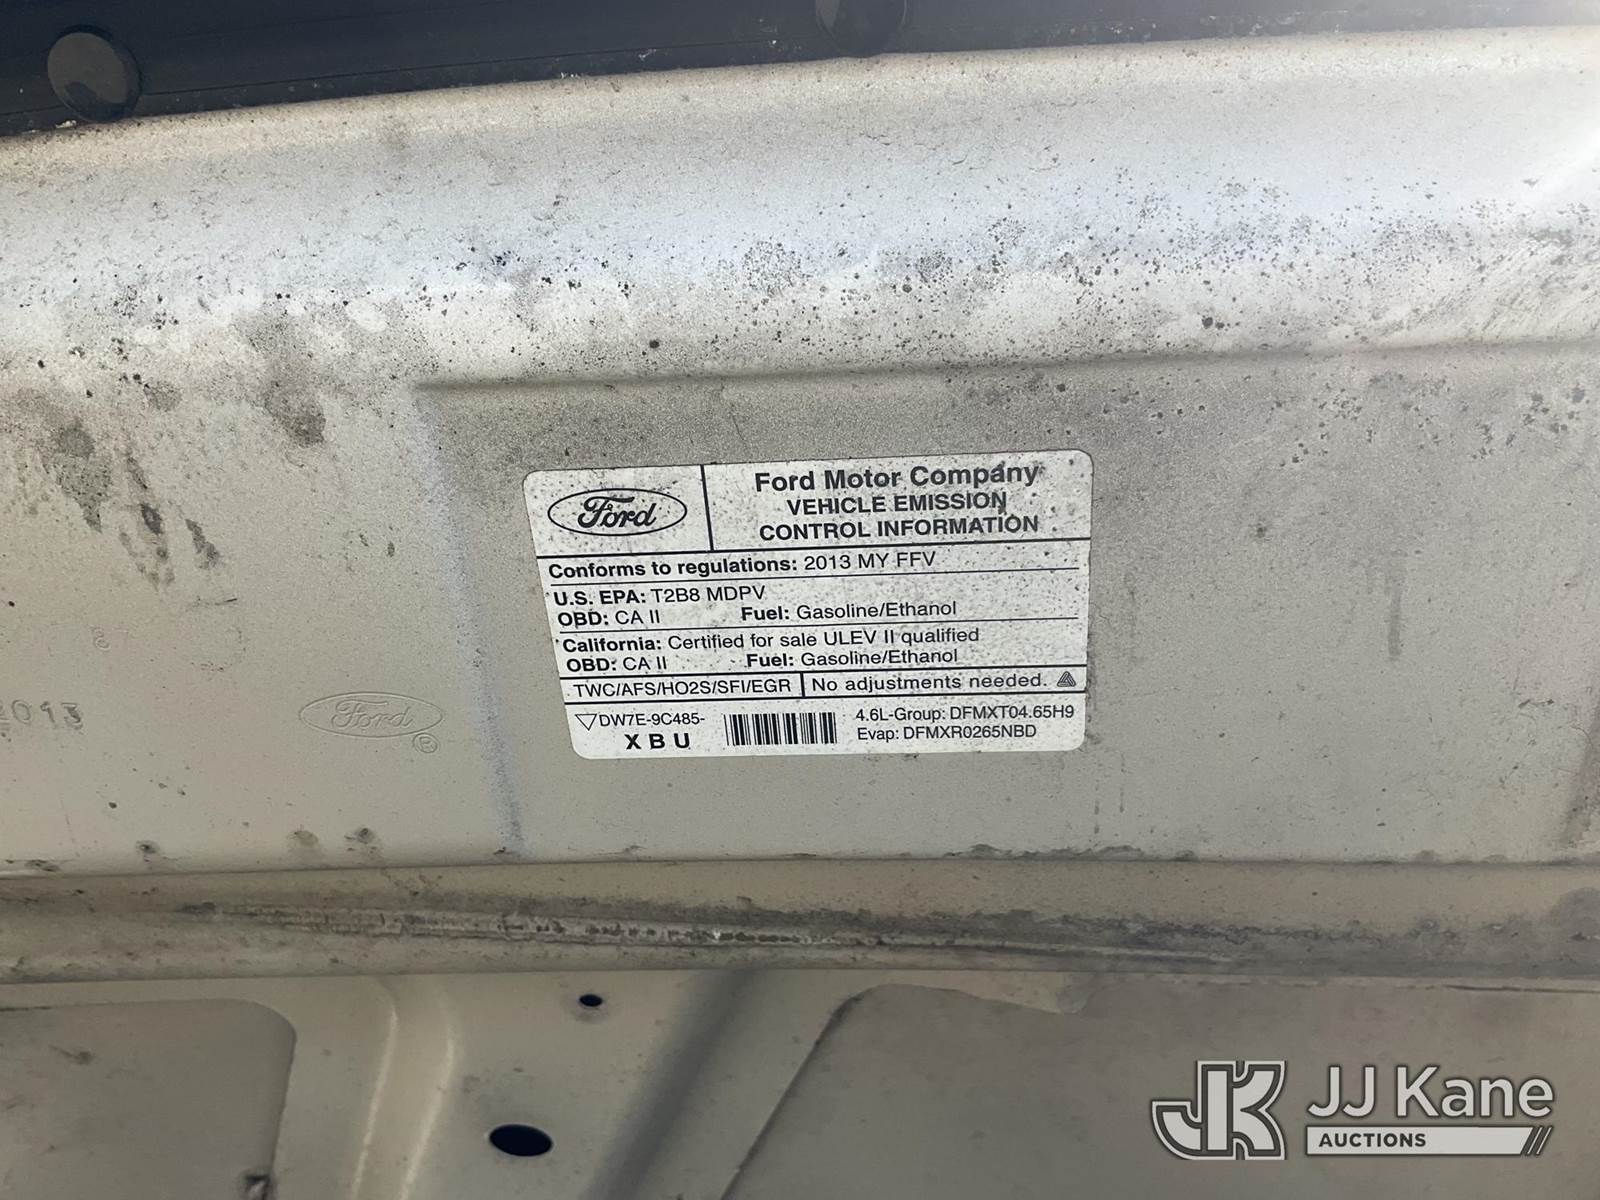 Ford
Ford Motor Company
VEHICLE EMISSION
CONTROL INFORMATION
Conforms to regulations: 2013 MY FFV
U.S. EPA: T2B8 MDPV
OBD: CA II Fuel: Gasoline/Ethanol
California: Certified for sale ULEV II qualified
OBD: CA II Fuel: Gasoline/Ethanol
TWC/AFS/HO2S/SFI/EGR No adjustments needed.
DW7E-9C485-
X B U
4.6L-Group: DFMXT04.65H9
Evap: DFMXR0265NBD
2013
Ford
®
JK
JJ Kane
AUCTIONS